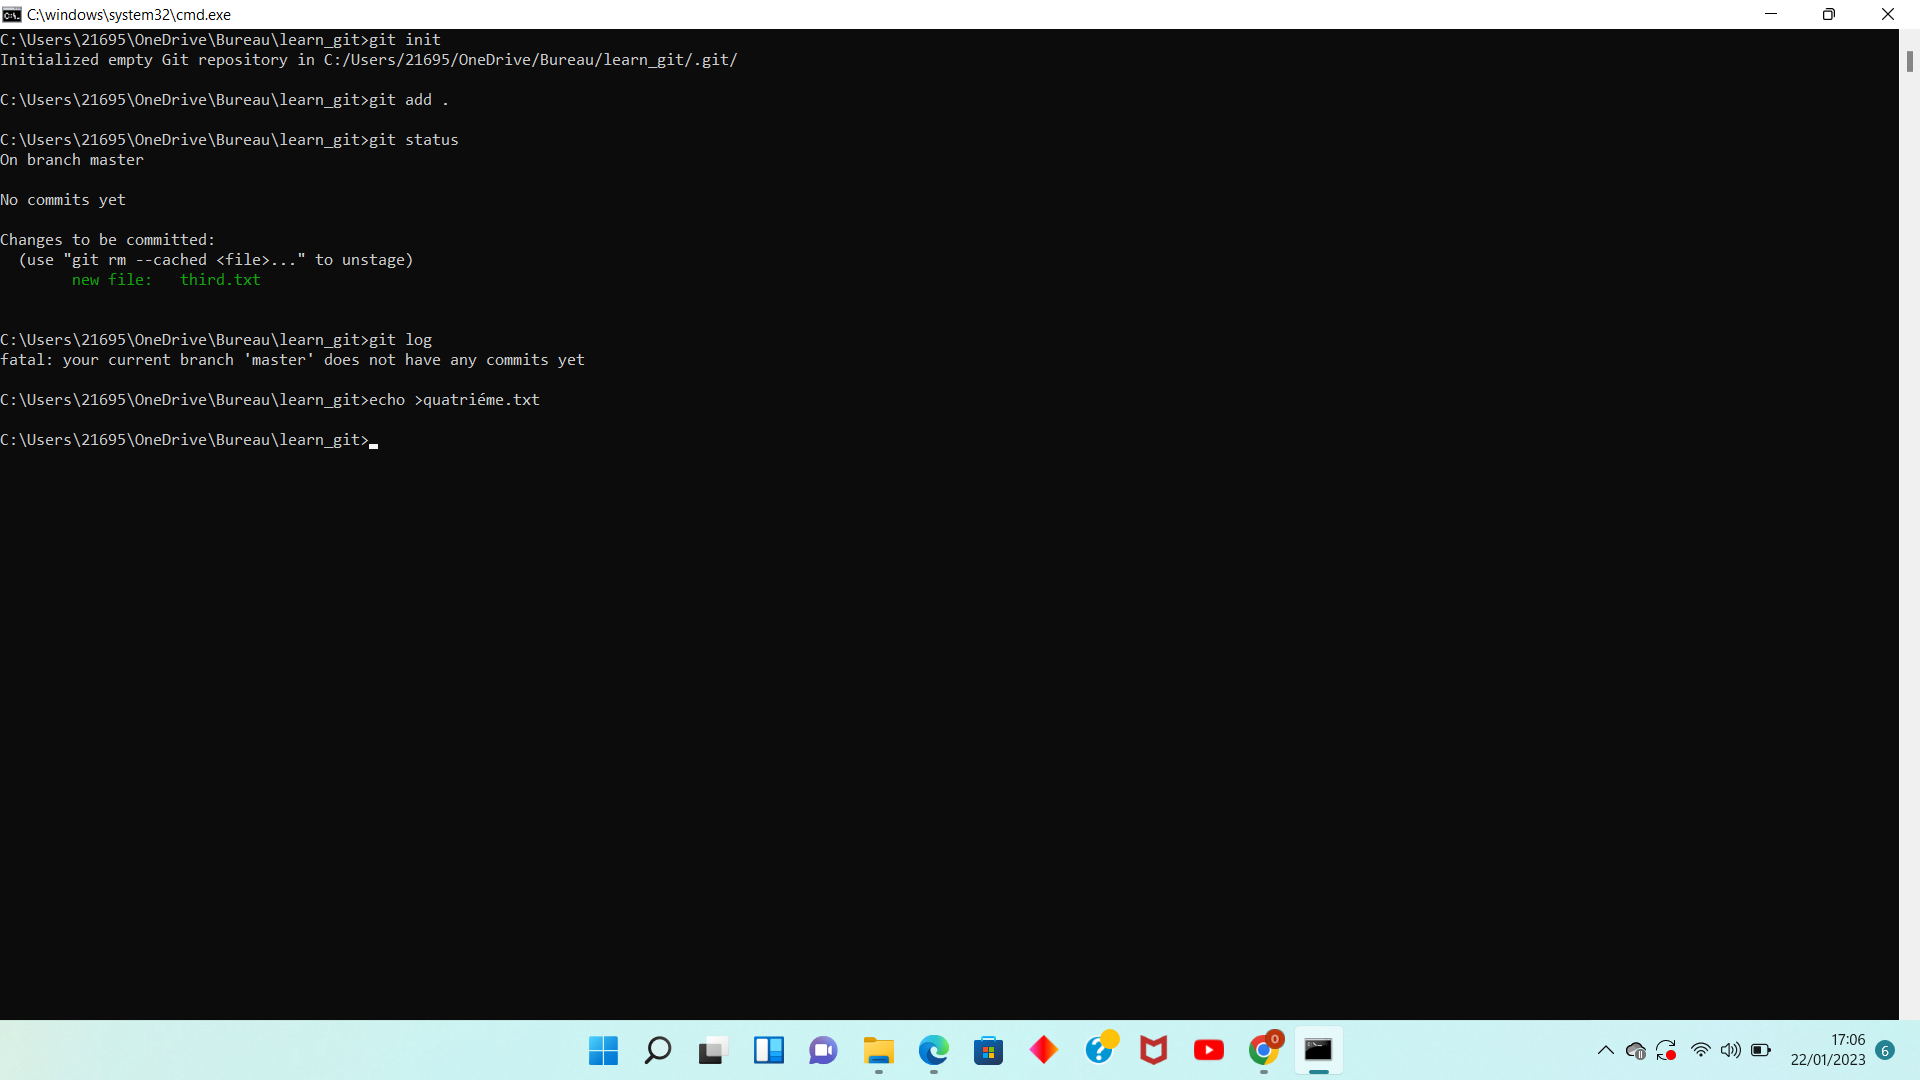 C:\windows\system32\cmd.exe
C:\Users\21695\OneDrive\Bureau\learn_git>git init
Initialized empty Git repository in C:/Users/21695/OneDrive/Bureau/learn_git/.git/
C:\Users\21695\OneDrive\Bureau\learn_git>git add .
C:\Users\21695\OneDrive\Bureau\learn_git>git status
On branch master
No commits yet
Changes to be committed:
  (use "git rm --cached <file>..." to unstage)
        new file:   third.txt
C:\Users\21695\OneDrive\Bureau\learn_git>git log
fatal: your current branch 'master' does not have any commits yet
C:\Users\21695\OneDrive\Bureau\learn_git>echo >quatriéme.txt
C:\Users\21695\OneDrive\Bureau\learn_git>
0
17:06
22/01/2023
6